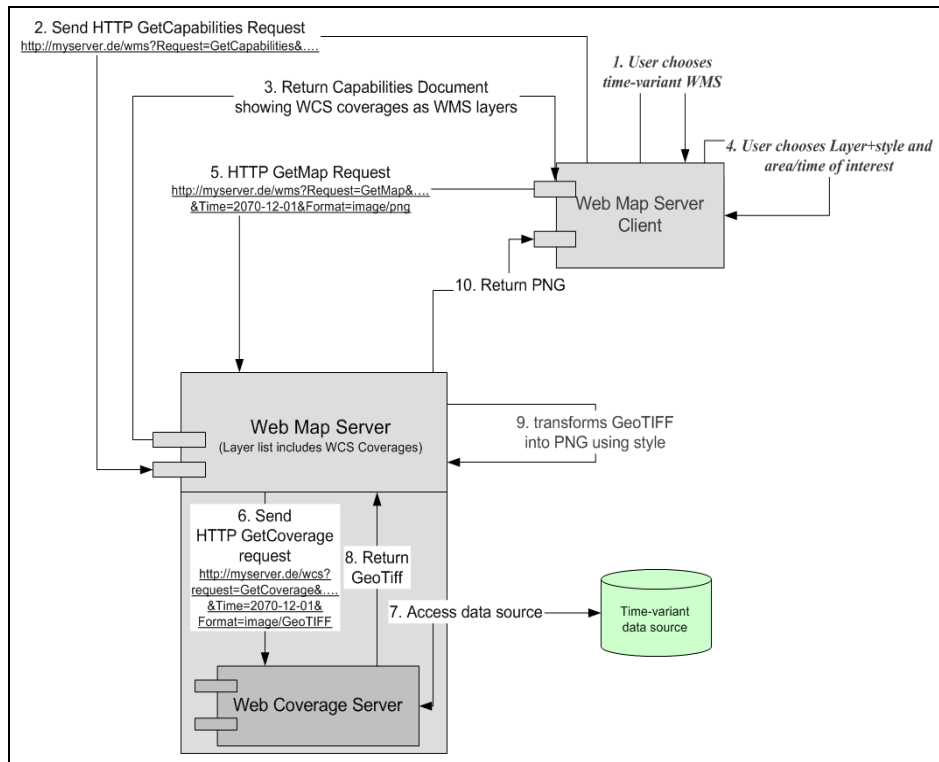 2. Send HTTP GetCapabilities Request
http://myserver.de/wms?Request=GetCapabilities&....
1. User chooses
time-variant WMS
3. Return Capabilities Document
showing WCS coverages as WMS layers
4. User chooses Layer+style and
area/time of interest
5. HTTP GetMap Request
http://myserver.de/wms?Request=GetMap&....
&Time=2070-12-01&Format=image/png
Web Map Server
Client
10. Return PNG
Web Map Server
(Layer list includes WCS Coverages)
9. transforms GeoTIFF
into PNG using style
6. Send
HTTP GetCoverage
request
http://myserver.de/wcs?
request=GetCoverage&....
&Time=2070-12-01&
Format=image/GeoTIFF
8. Return
GeoTiff
7. Access data source
Time-variant
data source
Web Coverage Server